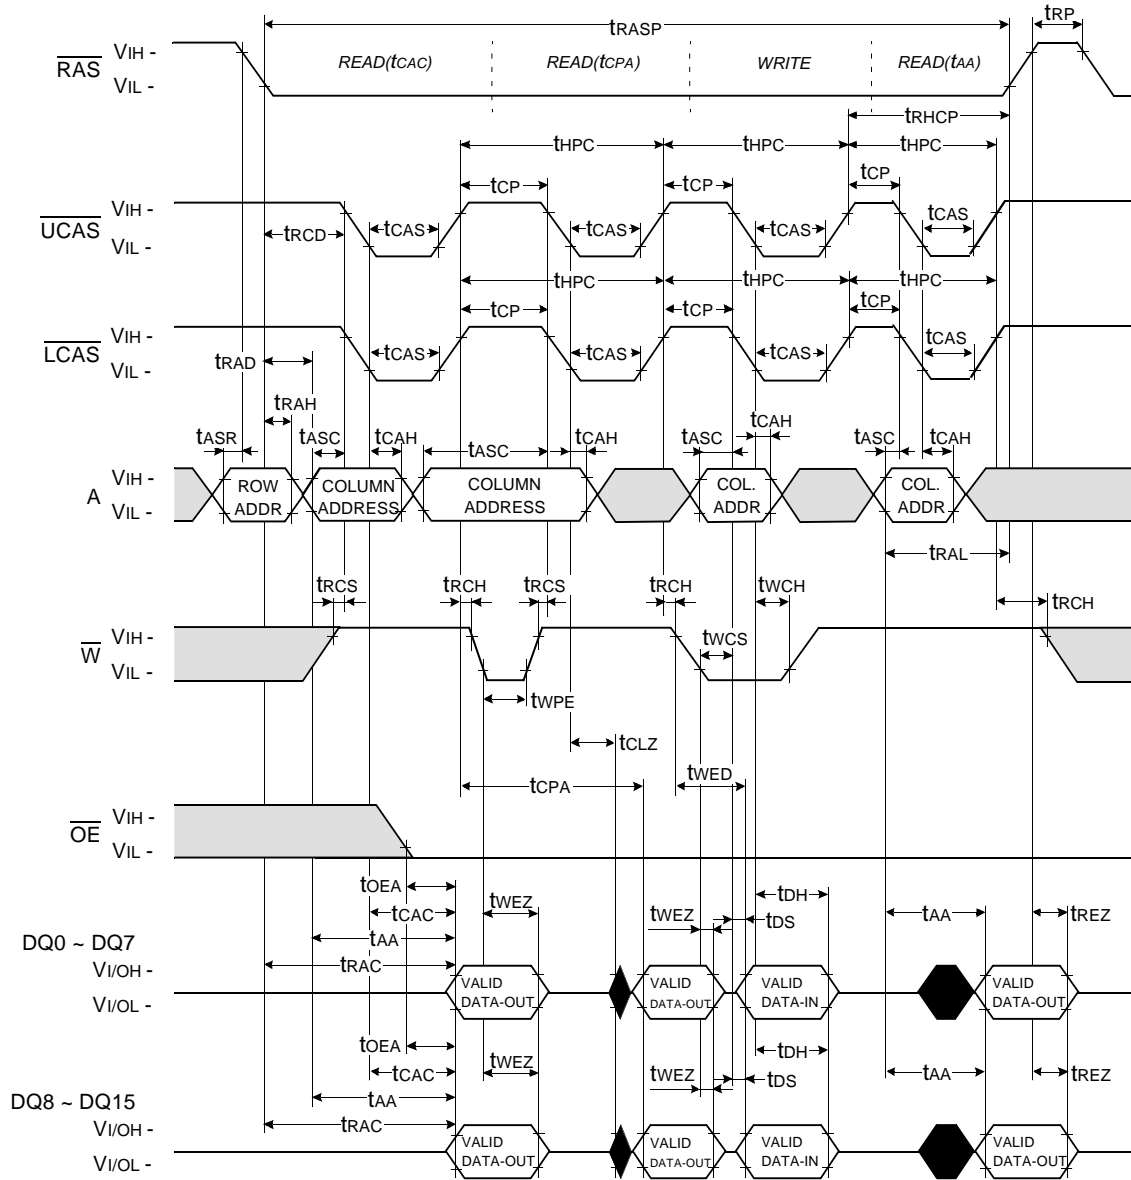 tRASP
tRP
RAS
VIH -
VIL -
READ(tCAC)
READ(tCPA)
WRITE
READ(tAA)
tRHCP
tHPC
tHPC
tHPC
tCP
tCP
tCP
UCAS
VIH -
VIL -
tRCD
tCAS
tCAS
tCAS
tCAS
tHPC
tHPC
tHPC
tCP
tCP
tCP
LCAS
VIH -
VIL -
tRAD
tCAS
tCAS
tCAS
tCAS
tRAH
tASR
tASC
tCAH
tASC
tCAH
tASC
tCAH
tASC
tCAH
A
VIH -
VIL -
ROW
ADDR
COLUMN
ADDRESS
COLUMN
ADDRESS
COL.
ADDR
COL.
ADDR
tRAL
tRCS
tRCH
tRCS
tRCH
tWCH
tRCH
W
VIH -
VIL -
tWCS
tWPE
tCLZ
tCPA
tWED
OE
VIH -
VIL -
tOEA
tCAC
tAA
tRAC
tWEZ
tWEZ
tDH
tDS
tAA
tREZ
DQ0 ~ DQ7
VI/OH -
VI/OL -
VALID
DATA-OUT
VALID
DATA-OUT
VALID
DATA-IN
VALID
DATA-OUT
tOEA
tCAC
tAA
tRAC
tWEZ
tWEZ
tDH
tDS
tAA
tREZ
DQ8 ~ DQ15
VI/OH -
VI/OL -
VALID
DATA-OUT
VALID
DATA-OUT
VALID
DATA-IN
VALID
DATA-OUT